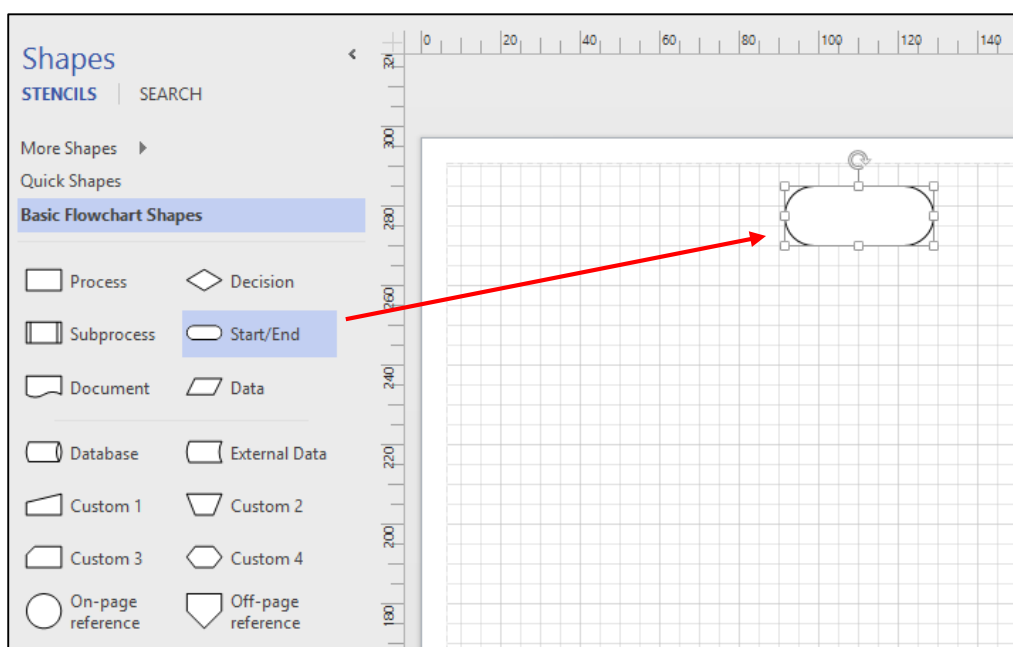 Shapes
STENCILS SEARCH
More Shapes
Quick Shapes
Basic Flowchart Shapes
Process Decision
Subprocess Start/End
Document Data
Database External Data
Custom 1 Custom 2
Custom 3 Custom 4
On-page reference Off-page reference
0 20 40 60 80 100 120 140
300
280
260
240
220
200
180